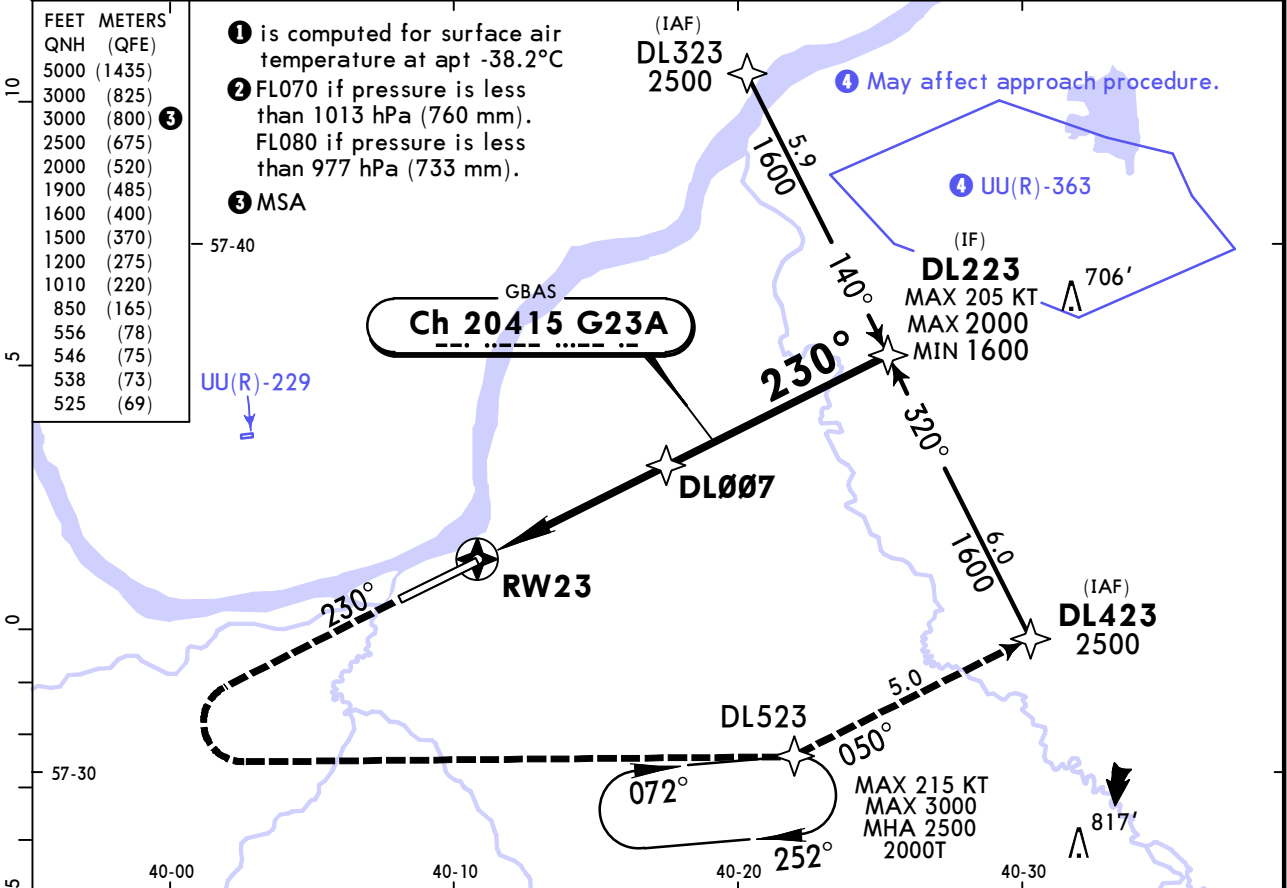 FEET METERS
QNH (QFE)
5000 (1435)
3000 (825)
3000 (800) ❸
2500 (675)
2000 (520)
1900 (485)
1600 (400)
1500 (370)
1200 (275)
1010 (220)
850 (165)
556 (78)
546 (75)
538 (73)
525 (69)
❶ is computed for surface air
temperature at apt -38.2°C
❷ FL070 if pressure is less
than 1013 hPa (760 mm).
FL080 if pressure is less
than 977 hPa (733 mm).
❸ MSA
(IAF)
DL323
2500
❹ May affect approach procedure.
❹ UU(R)-363
5.9
1600
140°
10
57-40
(IF)
DL223
MAX 205 KT
MAX 2000
MIN 1600
706'
GBAS
Ch 20415 G23A
230°
5
UU(R)-229
320°
DLØØ7
6.0
1600
RW23
230°
(IAF)
DL423
2500
0
5.0
DL523
050°
57-30
072°
252°
MAX 215 KT
MAX 3000
MHA 2500
2000T
817'
5
40-00
40-10
40-20
40-30